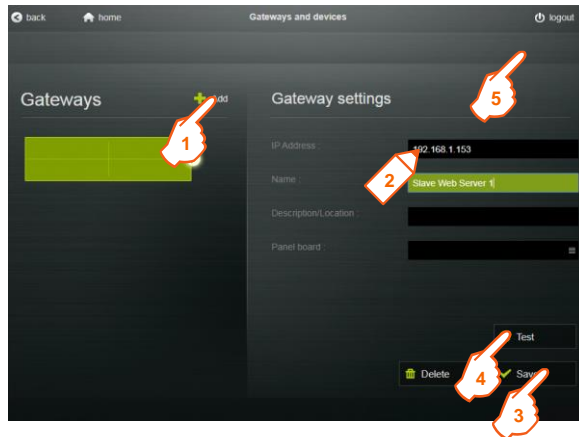 back home Gateways and devices logout
5
Gateways Add Gateway settings
1
IP Address : 192.168.1.153
2
Name : Slave Web Server 1
Description/Location :
Panel board :
Test
4
Delete Save
3